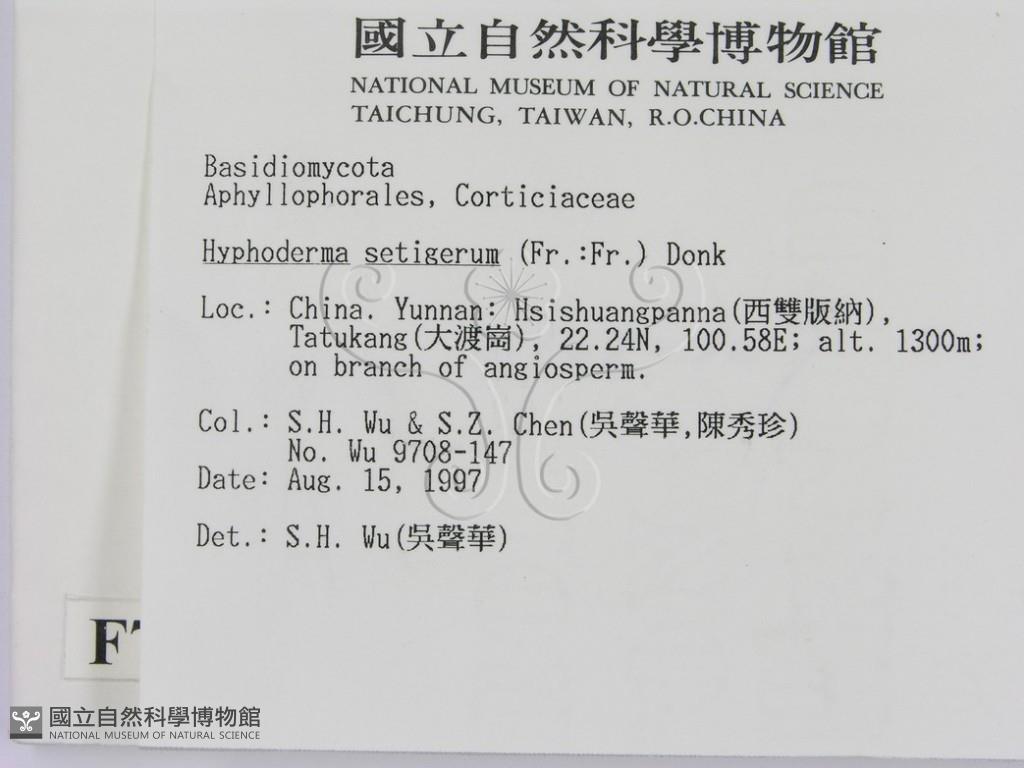 國立自然科學博物館
NATIONAL MUSEUM OF NATURAL SCIENCE
TAICHUNG, TAIWAN, R.O.CHINA
Basidiomycota
Aphyllophorales, Corticiaceae
Hyphoderma setigerum (Fr.:Fr.) Donk
Loc.: China. Yunnan: Hsishuangpanna(西雙版納),
Tatukang(大渡崗), 22.24N, 100.58E; alt. 1300m;
on branch of angiosperm.
Col.: S.H. Wu & S.Z. Chen(吳聲華,陳秀珍)
No. Wu 9708-147
Date: Aug. 15, 1997
Det.: S.H. Wu(吳聲華)
國立自然科學博物館
NATIONAL MUSEUM OF NATURAL SCIENCE